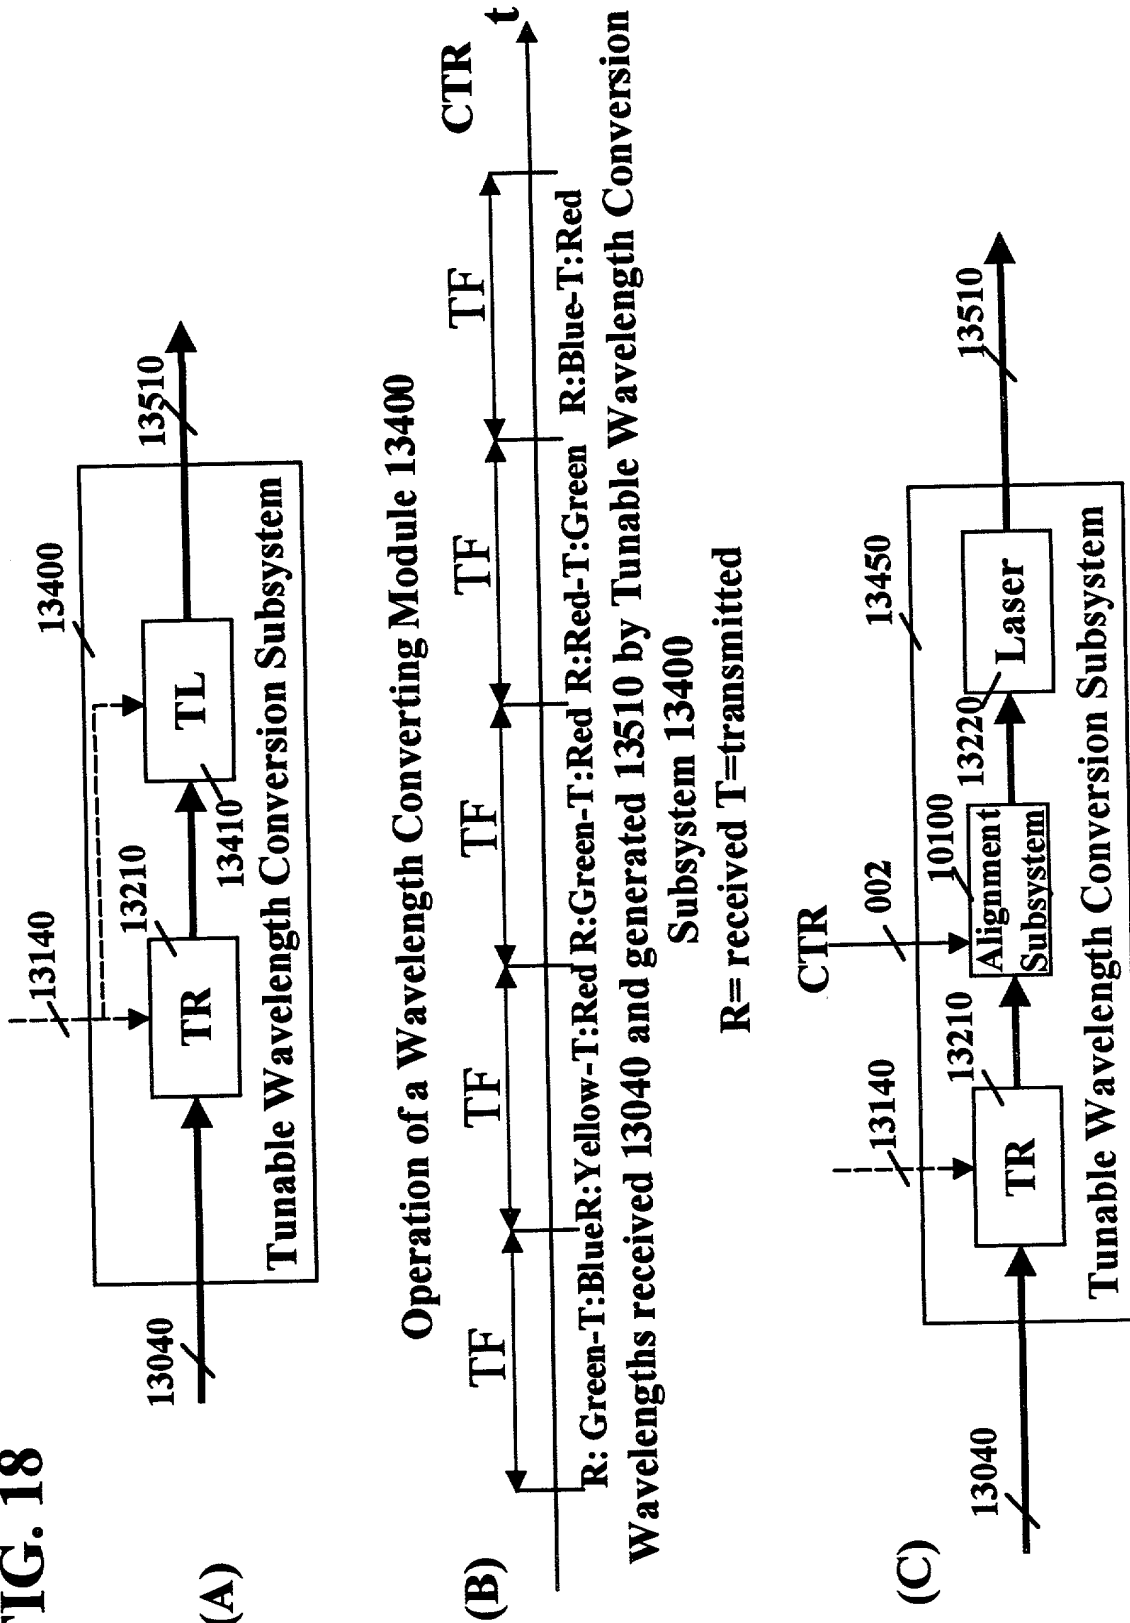 FIG. 18
(A)
13040
13140
13210
TR
13410
TL
13400
13510
Tunable Wavelength Conversion Subsystem
Operation of a Wavelength Converting Module 13400
(B)
TF
TF
TF
TF
TF
CTR
t
R: Green-T:Blue
R:Yellow-T:Red
R:Green-T:Red
R:Red-T:Green
R:Blue-T:Red
Wavelengths received 13040 and generated 13510 by Tunable Wavelength Conversion
Subsystem 13400
R= received T=transmitted
(C)
13040
13140
13210
TR
CTR
002
10100
Alignment
Subsystem
13220
Laser
13450
13510
Tunable Wavelength Conversion Subsystem